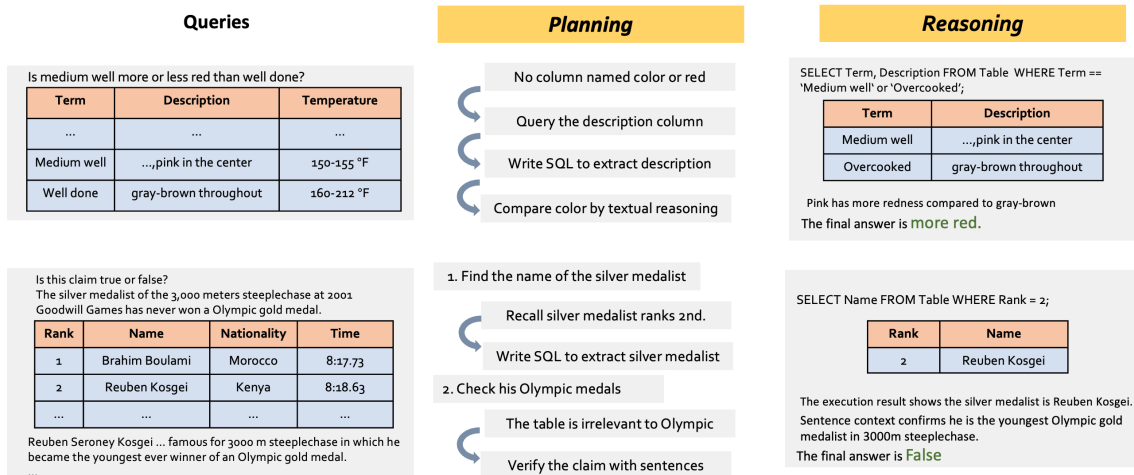 Queries
Planning
Reasoning
Is medium well more or less red than well done?
Term Description Temperature
... ... ...
Medium well ...,pink in the center 150-155 °F
Well done gray-brown throughout 160-212 °F
No column named color or red
Query the description column
Write SQL to extract description
Compare color by textual reasoning
SELECT Term, Description FROM Table WHERE Term ==
‘Medium well‘ or ‘Overcooked’;
Term Description
Medium well ...,pink in the center
Overcooked gray-brown throughout
Pink has more redness compared to gray-brown
The final answer is more red.
Is this claim true or false?
The silver medalist of the 3,000 meters steeplechase at 2001
Goodwill Games has never won a Olympic gold medal.
Rank Name Nationality Time
1 Brahim Boulami Morocco 8:17.73
2 Reuben Kosgei Kenya 8:18.63
... ... ... ...
Reuben Seroney Kosgei ... famous for 3000 m steeplechase in which he
became the youngest ever winner of an Olympic gold medal.
...
1. Find the name of the silver medalist
Recall silver medalist ranks 2nd.
Write SQL to extract silver medalist
2. Check his Olympic medals
The table is irrelevant to Olympic
Verify the claim with sentences
SELECT Name FROM Table WHERE Rank = 2;
Rank Name
2 Reuben Kosgei
The execution result shows the silver medalist is Reuben Kosgei.
Sentence context confirms he is the youngest Olympic gold
medalist in 3000m steeplechase.
The final answer is False